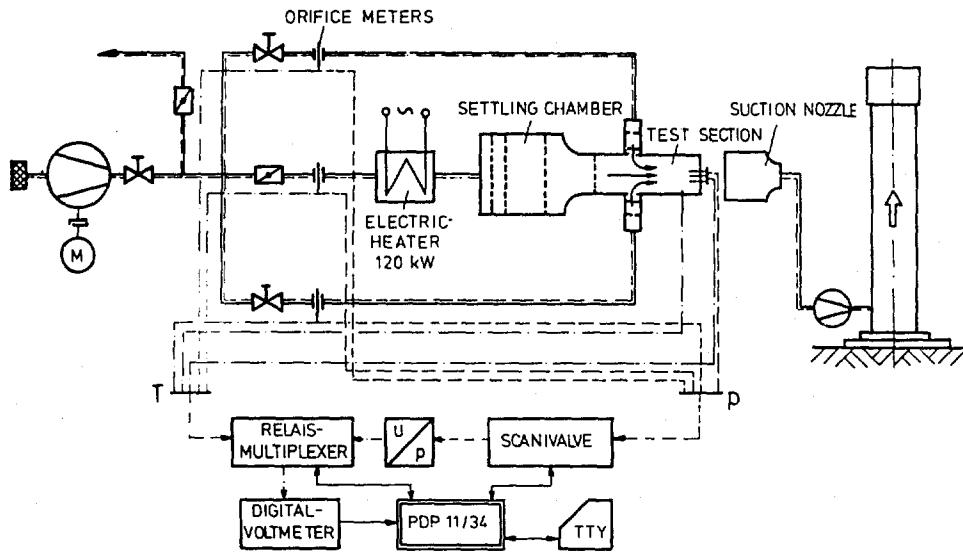 ORIFICE METERS
SETTLING CHAMBER
TEST SECTION
SUCTION NOZZLE
ELECTRIC-
HEATER
120 kW
M
T
p
RELAIS-
MULTIPLEXER
U
p
SCANIVALVE
DIGITAL-
VOLTMETER
PDP 11/34
TTY